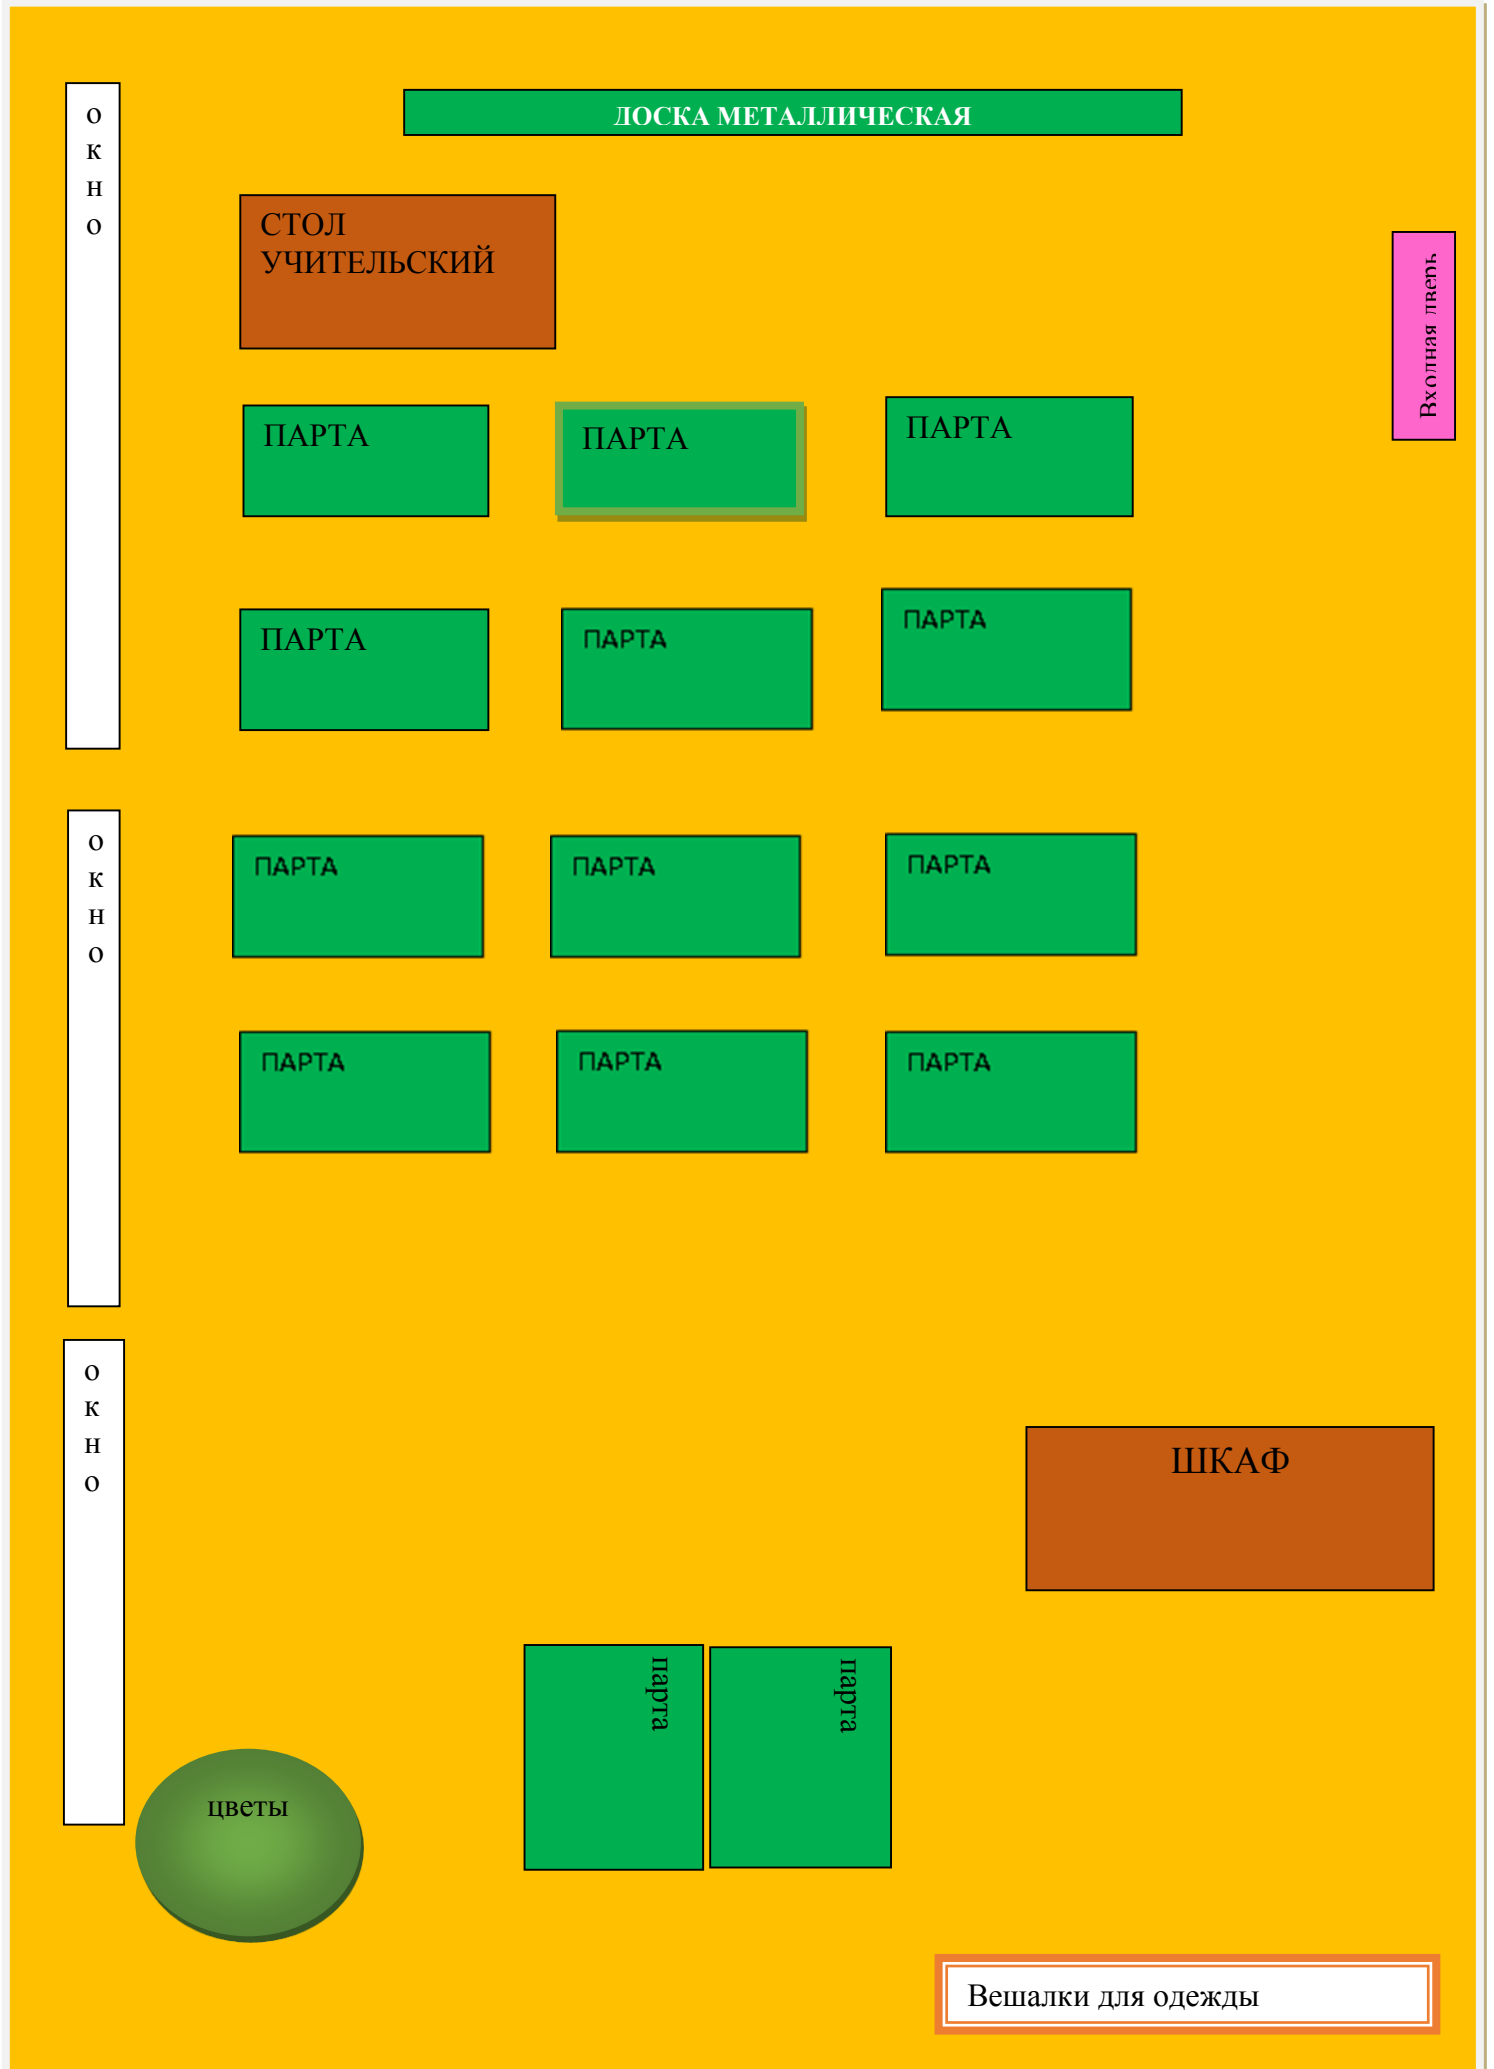 о
к
н
о
ДОСКА МЕТАЛЛИЧЕСКАЯ
СТОЛ
УЧИТЕЛЬСКИЙ
Входная дверь
ПАРТА
ПАРТА
ПАРТА
ПАРТА
ПАРТА
ПАРТА
о
к
н
о
ПАРТА
ПАРТА
ПАРТА
ПАРТА
ПАРТА
ПАРТА
о
к
н
о
ШКАФ
парта
парта
цветы
Вешалки для одежды